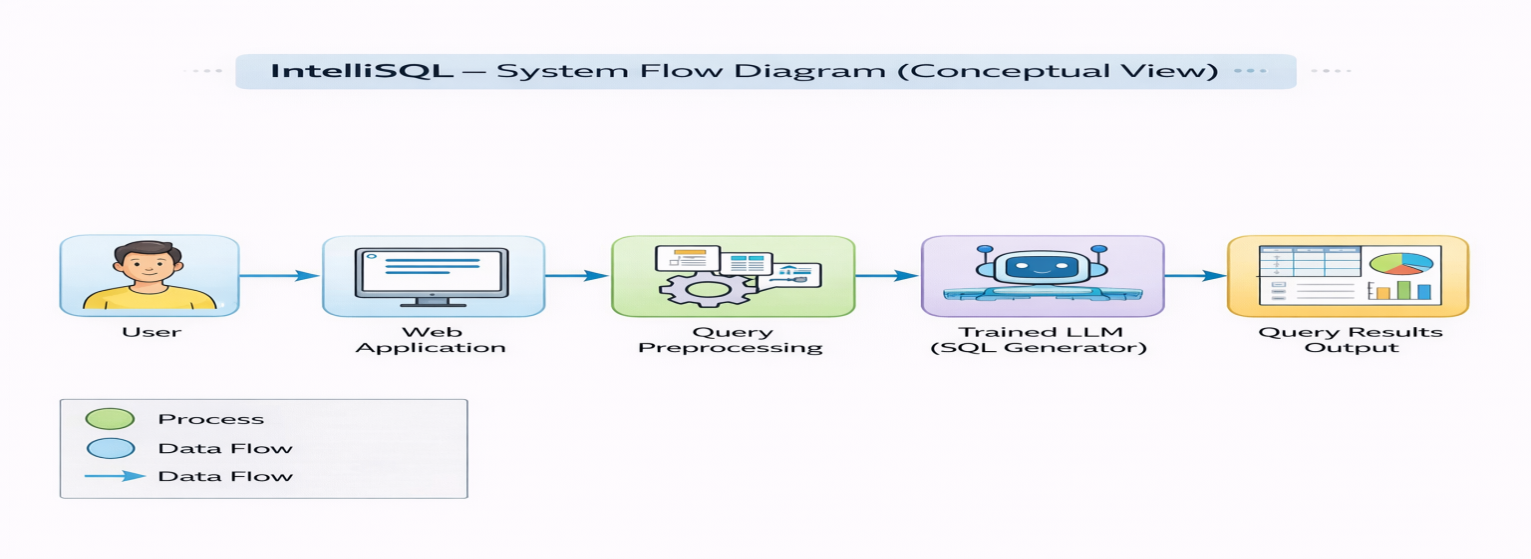 IntelliSQL – System Flow Diagram (Conceptual View)
User
Web
Application
Query
Preprocessing
Trained LLM
(SQL Generator)
Query Results
Output
Process
Data Flow
Data Flow